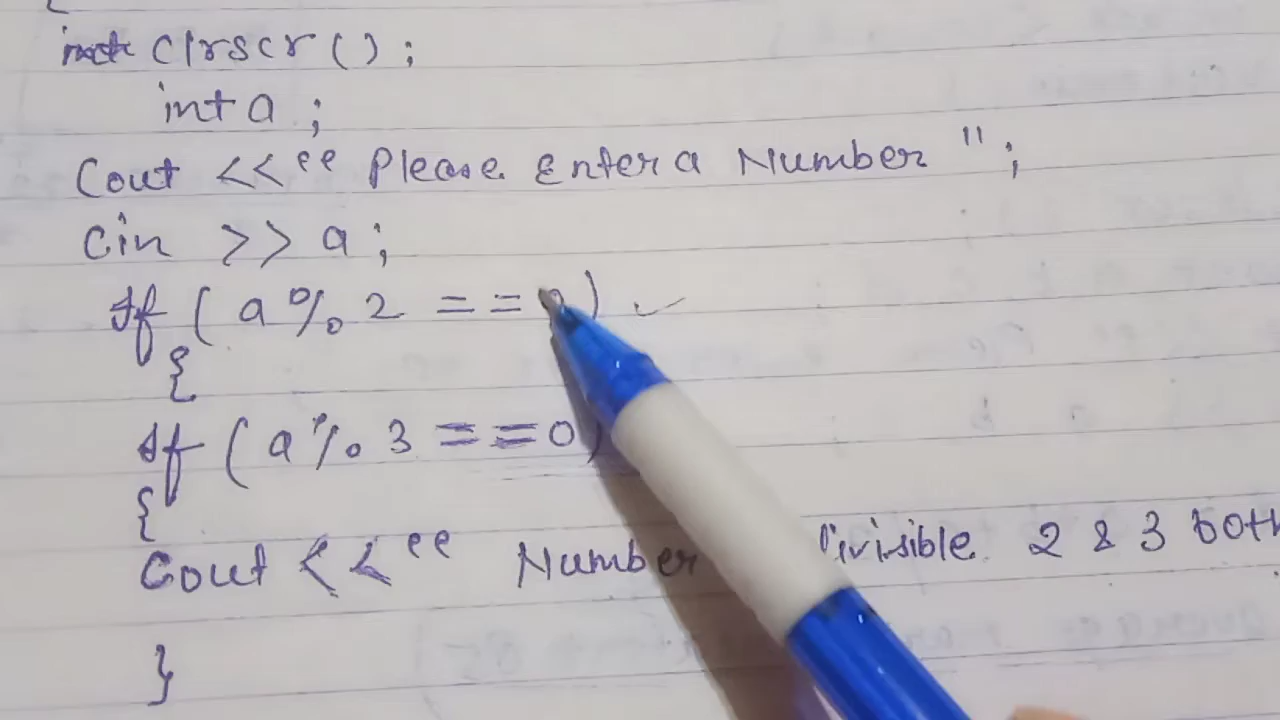 {
clrscr();
int a;
Cout <<"Please Enter a Number";
Cin >> a;
If (a % 2 == 0) ✓
{
If (a % 3 == 0)
{
Cout <<" Number Divisible 2 & 3 both
}